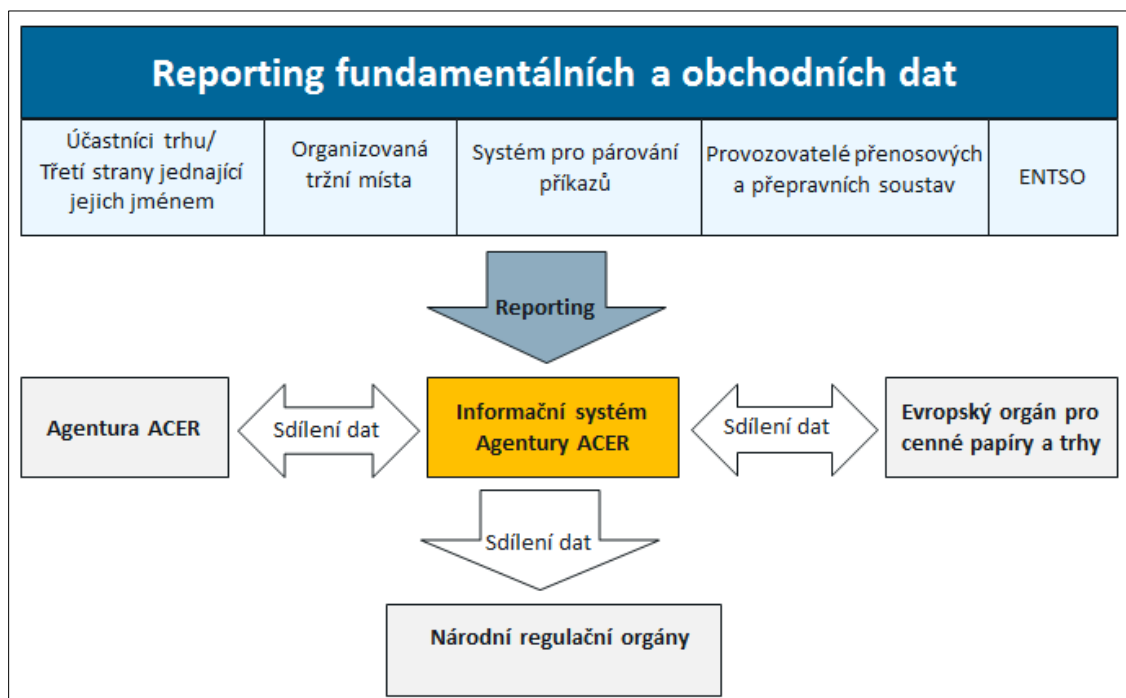 Reporting fundamentálních a obchodních dat
Účastníci trhu/
Třetí strany jednající
jejich jménem
Organizovaná
tržní místa
Systém pro párování
příkazů
Provozovatelé přenosových
a přepravních soustav
ENTSO
Reporting
Agentura ACER
Sdílení dat
Informační systém
Agentury ACER
Sdílení dat
Evropský orgán pro
cenné papíry a trhy
Sdílení dat
Národní regulační orgány